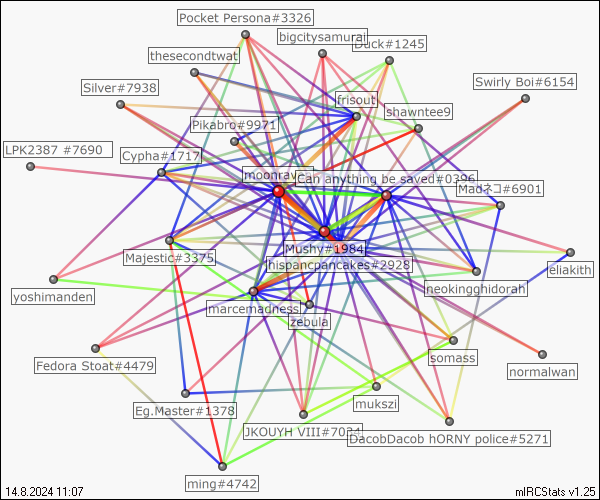 Pocket Persona#3326
bigcitysamurai
Duck#1245
thesecondtwat
Swirly Boi#6154
Silver#7938
frisout
shawntee9
Pikabro#9971
LPK2387 #7690
Cypha#1717
Can anything be saved#0396
Madネコ#6901
Mushy#1984
Majestic#3375
hispancpancakes#2928
eliakith
neokingghidorah
yoshimanden
marcemadness
zebula
somass
Fedora Stoat#4479
normalwan
mukszi
Eg.Master#1378
JKOUYH VIII#7034
DacobDacob hORNY police#5271
ming#4742
14.8.2024 11:07
mIRCStats v1.25